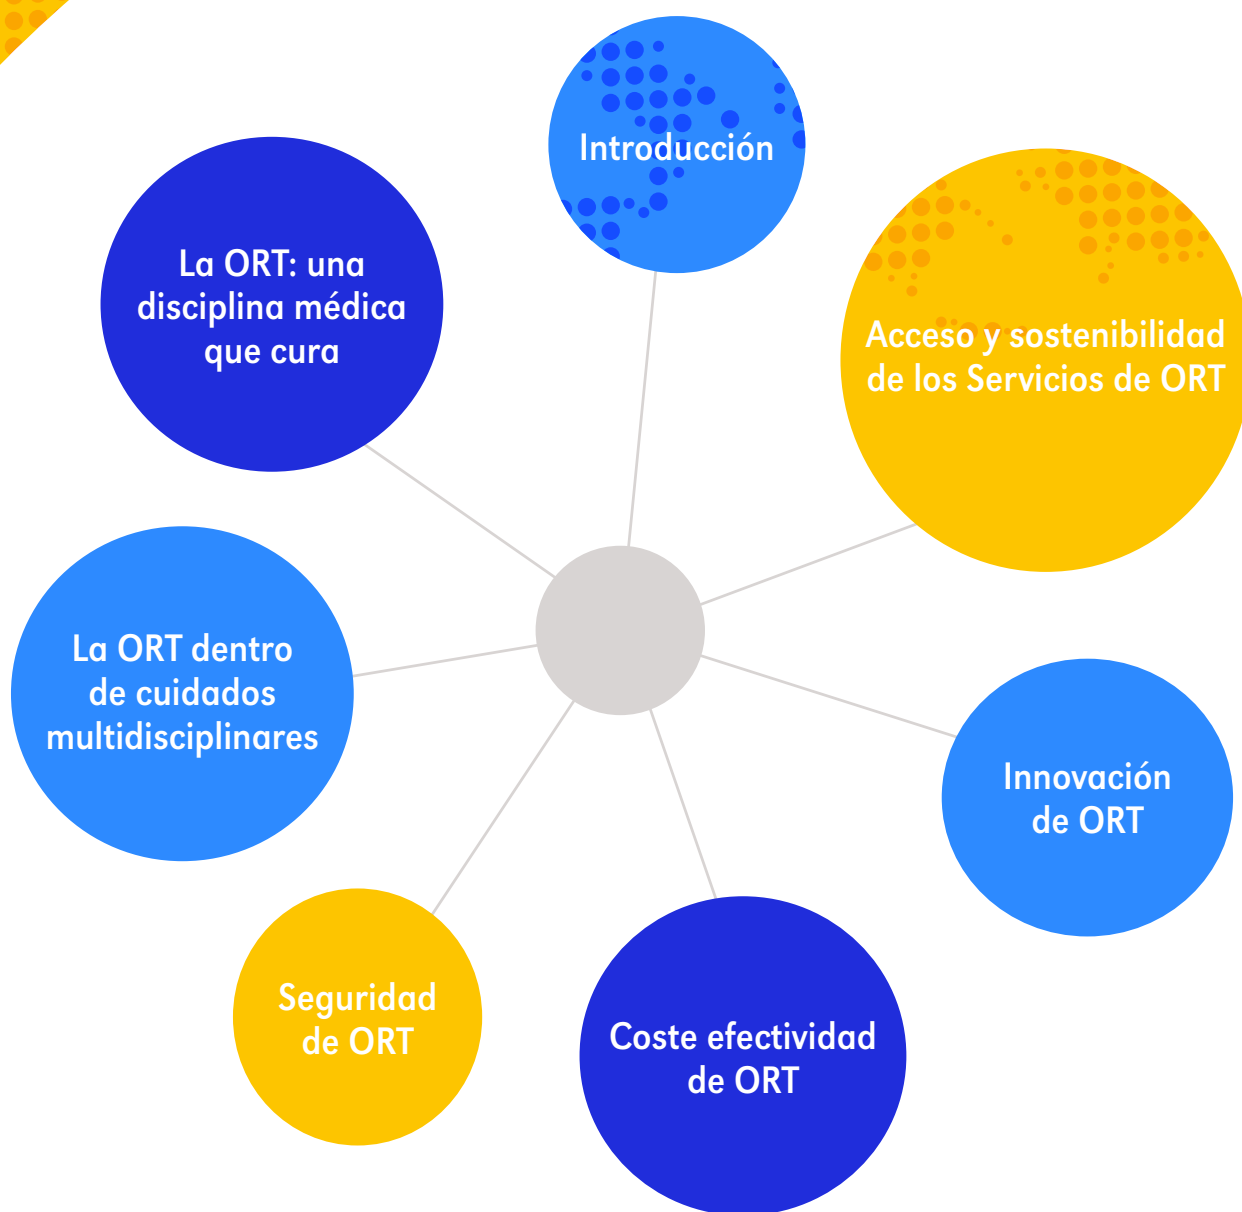 Introducción
La ORT: una
disciplina médica
que cura
Acceso y sostenibilidad
de los Servicios de ORT
La ORT dentro
de cuidados
multidisciplinares
Innovación
de ORT
Seguridad
de ORT
Coste efectividad
de ORT